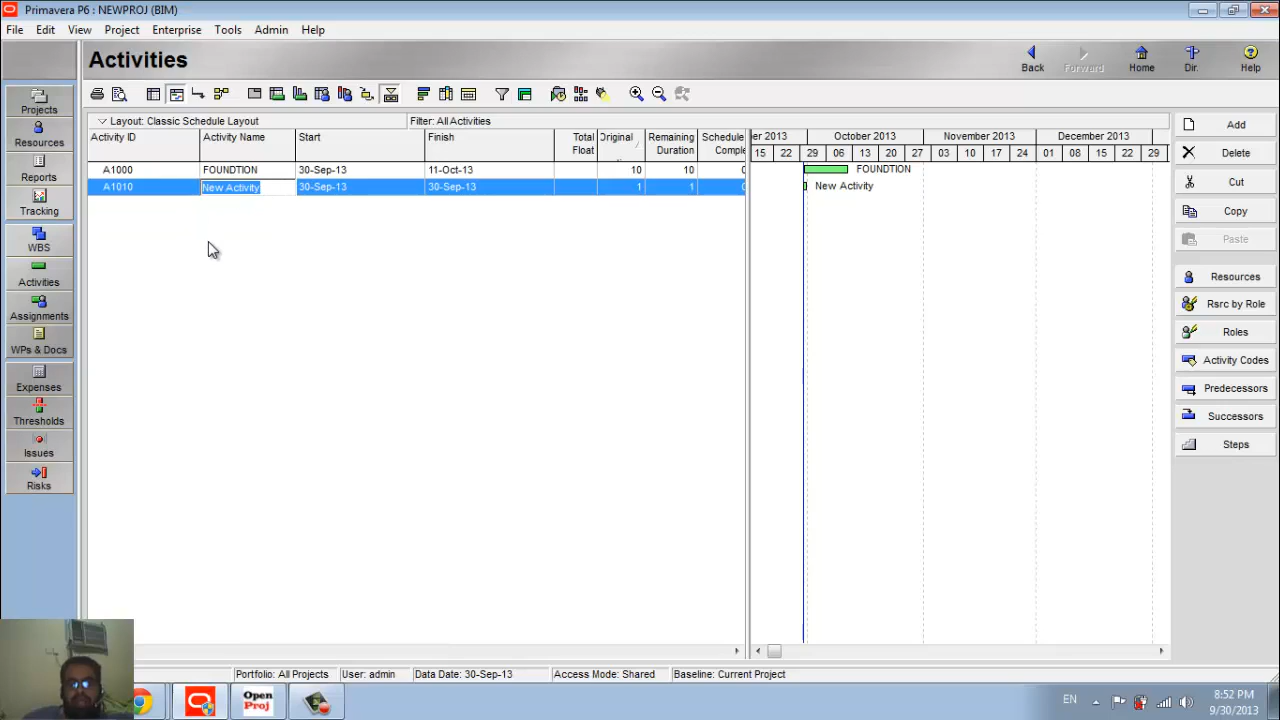 Primavera P6 : NEWPROJ (BIM)
File Edit View Project Enterprise Tools Admin Help
Activities
Back Forward Home Dir. Help
Projects
Resources
Reports
Tracking
WBS
Activities
Assignments
WPs & Docs
Expenses
Thresholds
Issues
Risks
Layout: Classic Schedule Layout Filter: All Activities
Activity ID Activity Name Start Finish Total Float Original Remaining Duration Schedule Comple
A1000 FOUNDTION 30-Sep-13 11-Oct-13 10 10 0
A1010 New Activity 30-Sep-13 30-Sep-13 1 1 0
er 2013 October 2013 November 2013 December 2013
15 22 29 06 13 20 27 03 10 17 24 01 08 15 22 29
FOUNDTION
New Activity
Add
Delete
Cut
Copy
Paste
Resources
Rsrc by Role
Roles
Activity Codes
Predecessors
Successors
Steps
Portfolio: All Projects User: admin Data Date: 30-Sep-13 Access Mode: Shared Baseline: Current Project
Open
Proj
EN
8:52 PM
9/30/2013